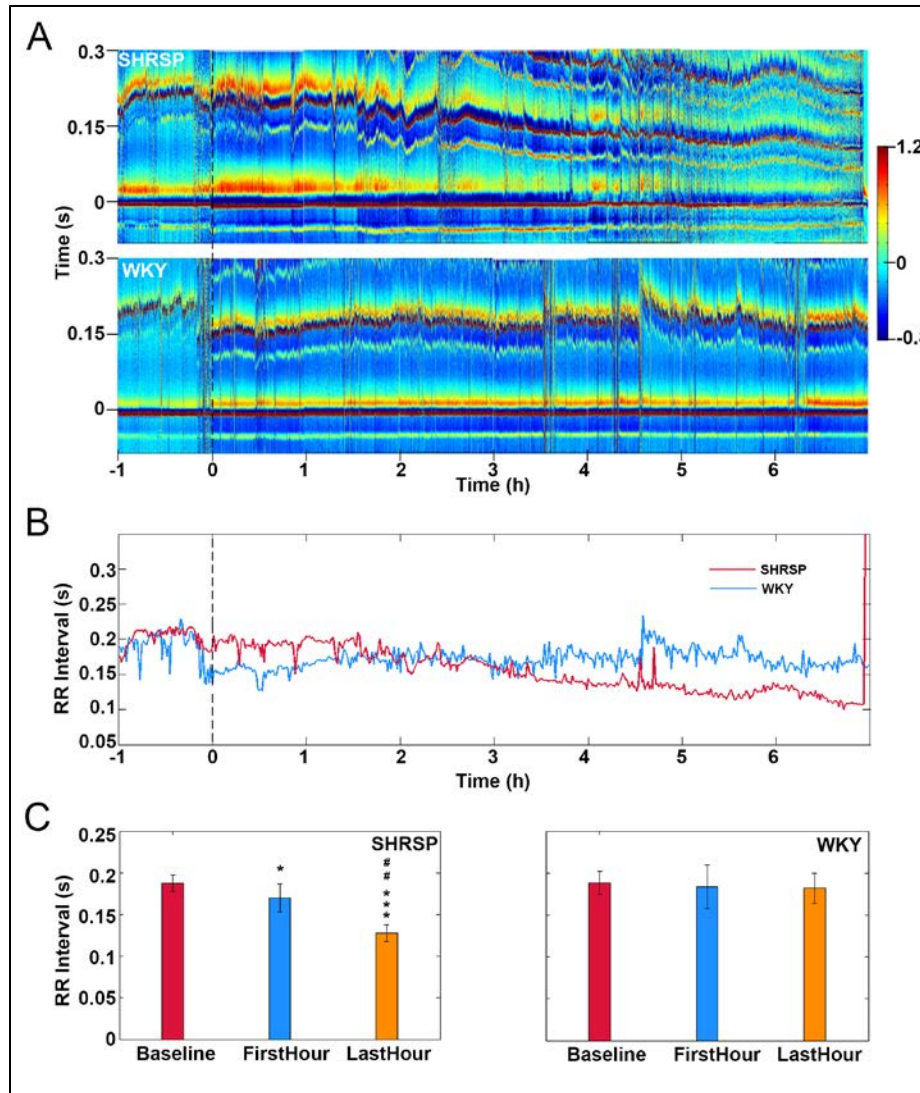 A
0.3
SHRSP
0.15
0
Time (s)
0.3
WKY
0.15
0
-1 0 1 2 3 4 5 6
Time (h)
1.2
0
-0.8
B
RR Interval (s)
0.3
0.25
0.2
0.15
0.1
0.05
SHRSP
WKY
-1 0 1 2 3 4 5 6
Time (h)
C
RR Interval (s)
0.25
0.2
0.15
0.1
0.05
0
SHRSP
*
##
***
Baseline FirstHour LastHour
WKY
Baseline FirstHour LastHour